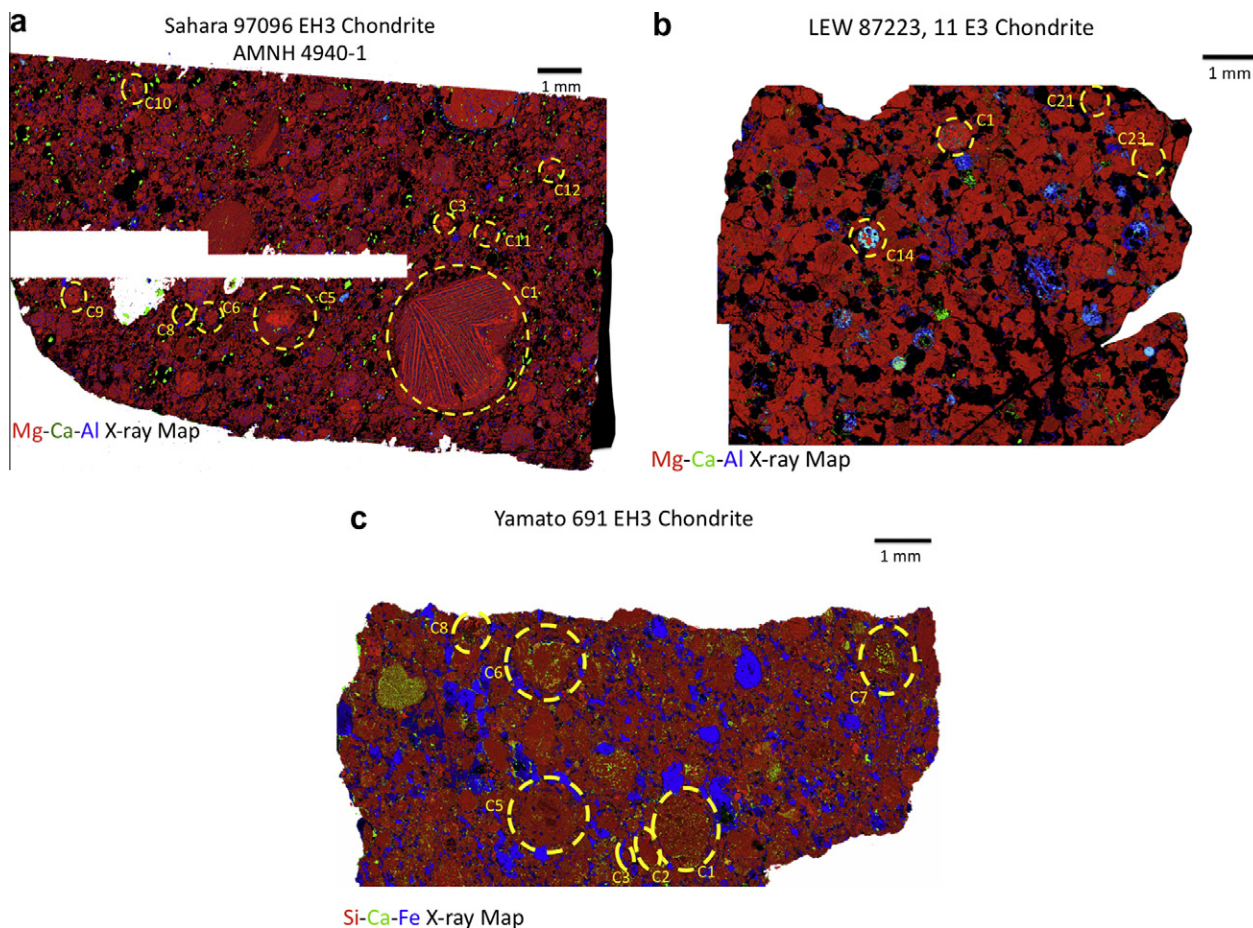 a
Sahara 97096 EH3 Chondrite
AMNH 4940-1
1 mm
C10
C12
C3
C11
C1
C5
C6
C8
C9
Mg-Ca-Al X-ray Map
b
LEW 87223, 11 E3 Chondrite
1 mm
C21
C1
C23
C14
Mg-Ca-Al X-ray Map
c
Yamato 691 EH3 Chondrite
1 mm
C8
C6
C7
C5
C3
C2
C1
Si-Ca-Fe X-ray Map